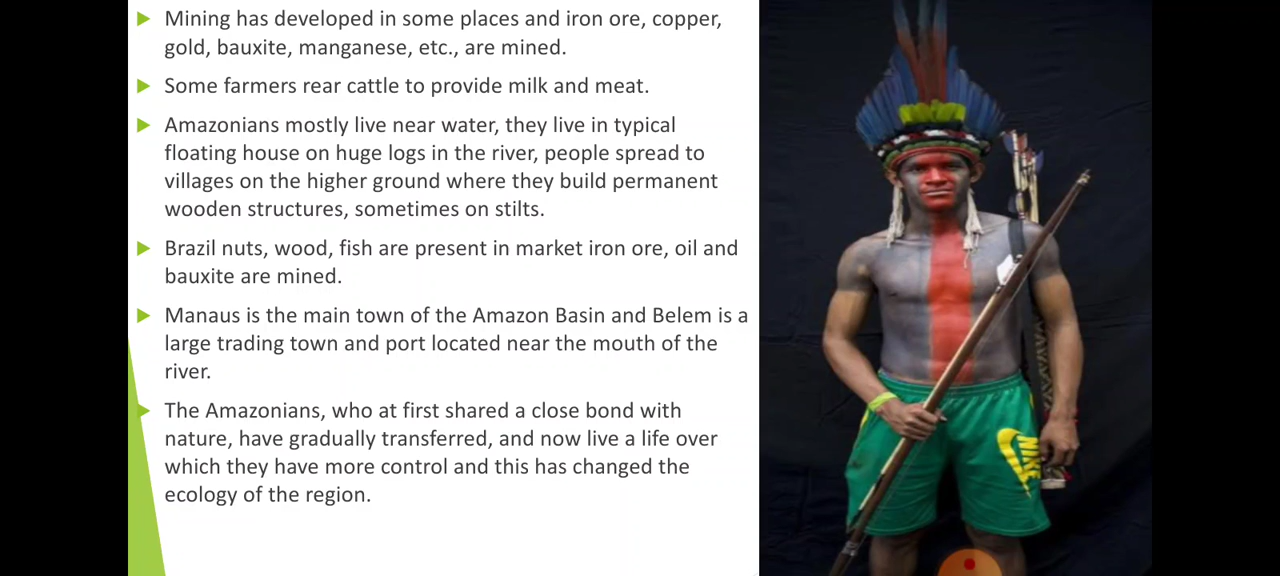 Mining has developed in some places and iron ore, copper,
gold, bauxite, manganese, etc., are mined.
Some farmers rear cattle to provide milk and meat.
Amazonians mostly live near water, they live in typical
floating house on huge logs in the river, people spread to
villages on the higher ground where they build permanent
wooden structures, sometimes on stilts.
Brazil nuts, wood, fish are present in market iron ore, oil and
bauxite are mined.
Manaus is the main town of the Amazon Basin and Belem is a
large trading town and port located near the mouth of the
river.
The Amazonians, who at first shared a close bond with
nature, have gradually transferred, and now live a life over
which they have more control and this has changed the
ecology of the region.
NIKE